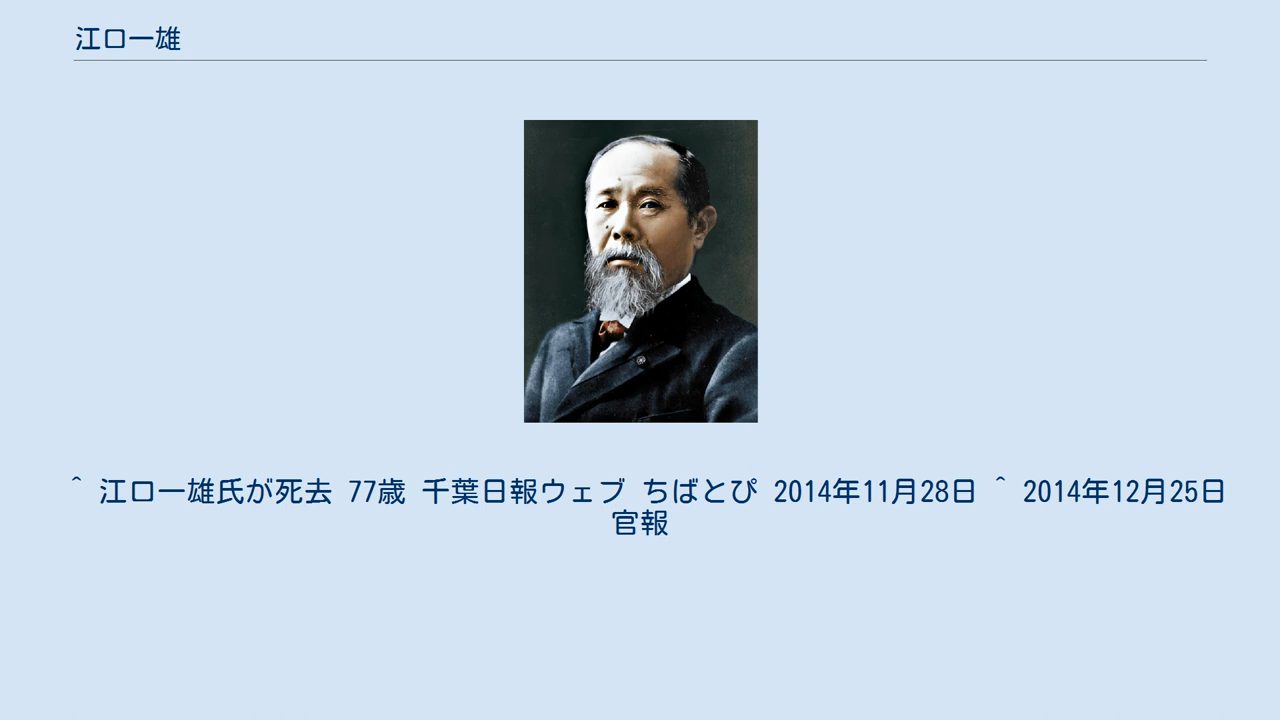 江口一雄
^ 江口一雄氏が死去 77歳 千葉日報ウェブ ちばとぴ 2014年11月28日 ^ 2014年12月25日
官報